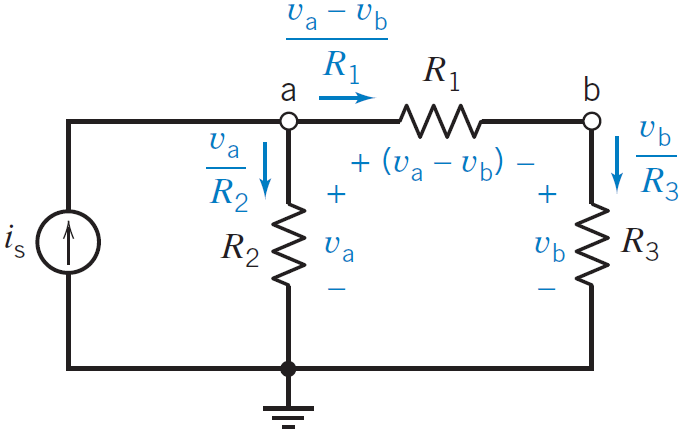 v_a − v_b
R_1
R_1
a
b
v_a
R_2
+ (v_a − v_b) −
v_b
R_3
+
+
i_s
R_2
v_a
v_b
R_3
−
−